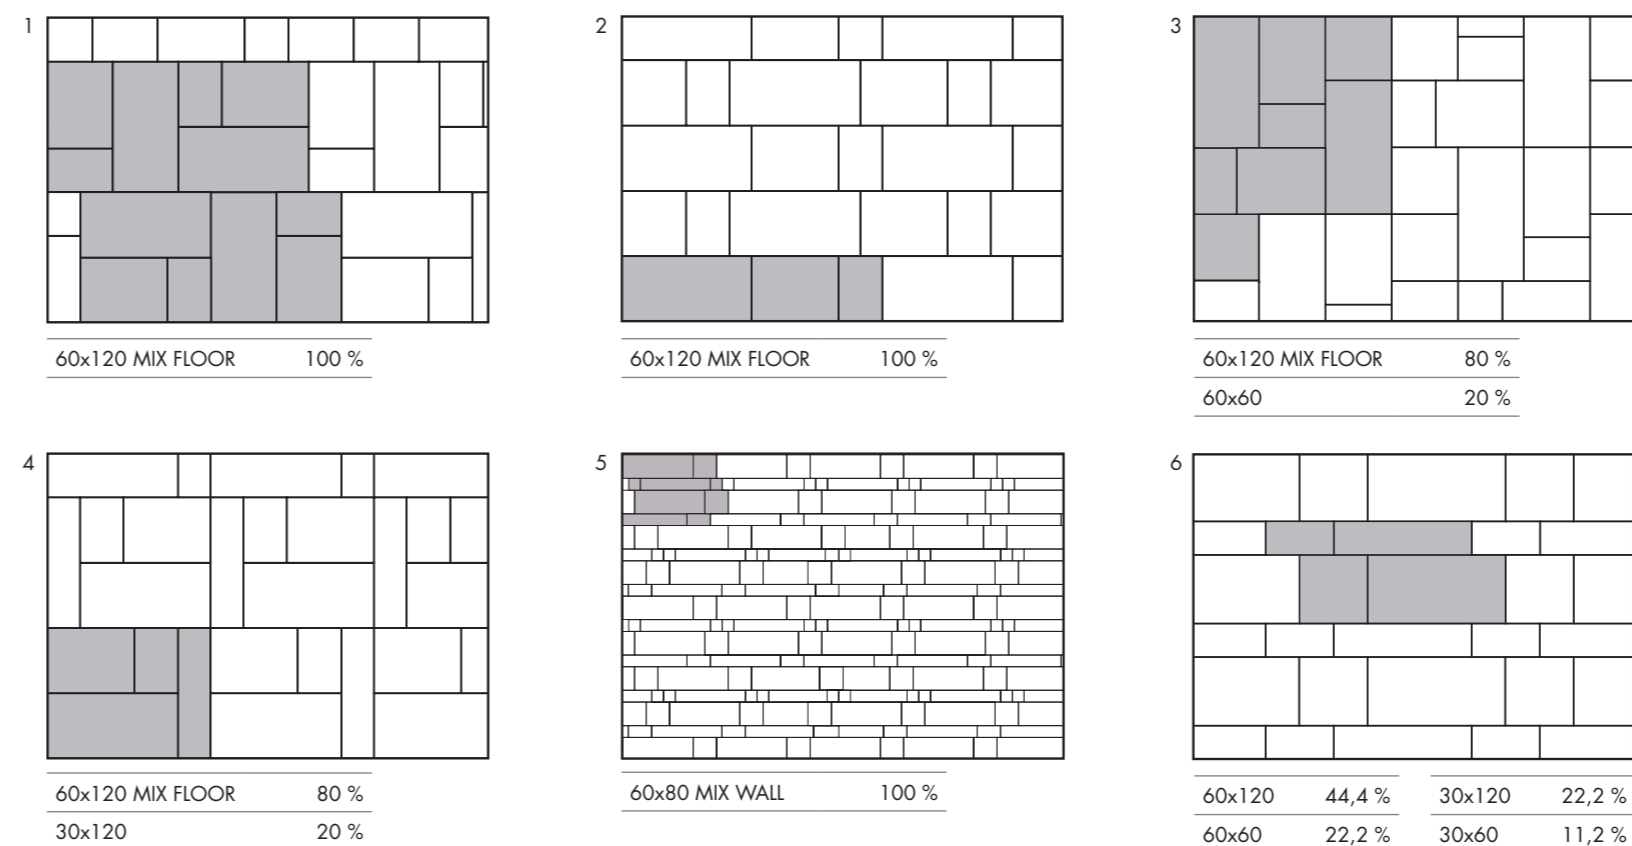 1
60x120 MIX FLOOR 100 %
2
60x120 MIX FLOOR 100 %
3
60x120 MIX FLOOR 80 %
60x60 20 %
4
60x120 MIX FLOOR 80 %
30x120 20 %
5
60x80 MIX WALL 100 %
6
60x120 44,4 % 30x120 22,2 %
60x60 22,2 % 30x60 11,2 %